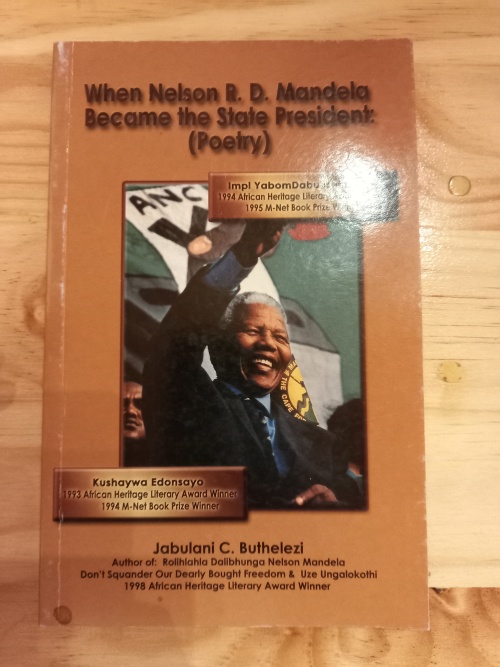 When Nelson R. D. Mandela
Became the State President:
(Poetry)
Impi YabomDabu
1994 African Heritage Literary
1995 M-Net Book Prize
ANC
THE CAPE
Kushaywa Edonsayo
1993 African Heritage Literary Award Winner
1994 M-Net Book Prize Winner
Jabulani C. Buthelezi
Author of: Rolihlahla Dalibhunga Nelson Mandela
Don't Squander Our Dearly Bought Freedom & Uze Ungalokothi
1998 African Heritage Literary Award Winner